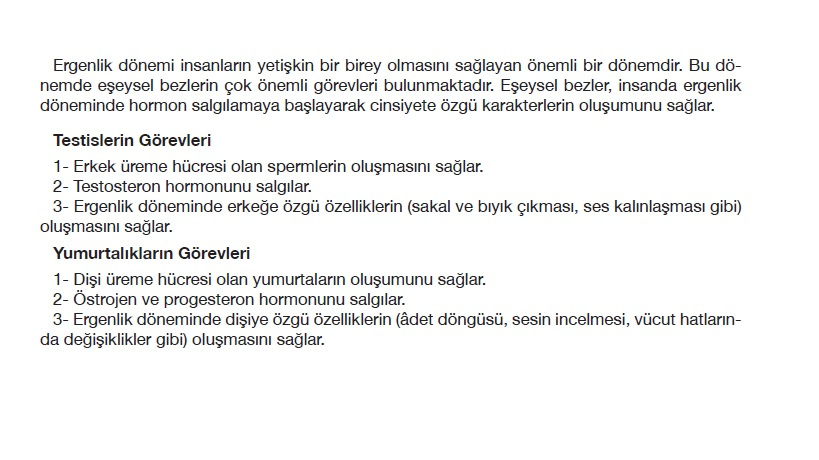 Ergenlik dönemi insanların yetişkin bir birey olmasını sağlayan önemli bir dönemdir. Bu dö-
nemde eşeysel bezlerin çok önemli görevleri bulunmaktadır. Eşeysel bezler, insanda ergenlik
döneminde hormon salgılamaya başlayarak cinsiyete özgü karakterlerin oluşumunu sağlar.
Testislerin Görevleri
1- Erkek üreme hücresi olan spermlerin oluşmasını sağlar.
2- Testosteron hormonunu salgılar.
3- Ergenlik döneminde erkeğe özgü özelliklerin (sakal ve bıyık çıkması, ses kalınlaşması gibi)
oluşmasını sağlar.
Yumurtalıkların Görevleri
1- Dişi üreme hücresi olan yumurtaların oluşumunu sağlar.
2- Östrojen ve progesteron hormonunu salgılar.
3- Ergenlik döneminde dişiye özgü özelliklerin (âdet döngüsü, sesin incelmesi, vücut hatların-
da değişiklikler gibi) oluşmasını sağlar.